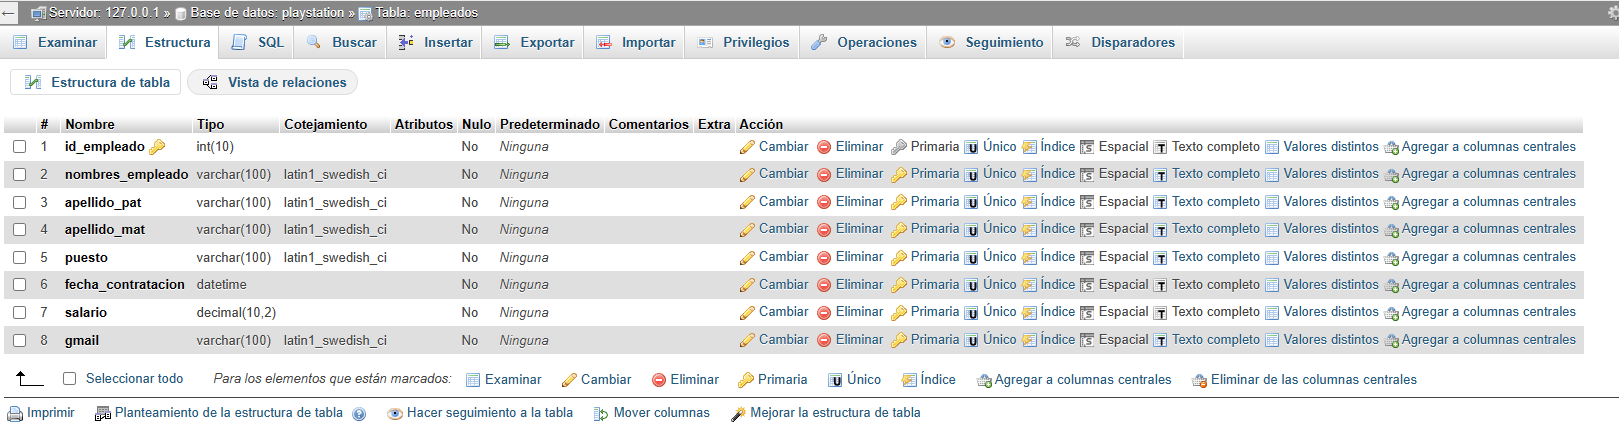 Servidor: 127.0.0.1 » Base de datos: playstation » Tabla: empleados
Examinar Estructura SQL Buscar Insertar Exportar Importar Privilegios Operaciones Seguimiento Disparadores
Estructura de tabla Vista de relaciones
# Nombre Tipo Cotejamiento Atributos Nulo Predeterminado Comentarios Extra Acción
1 id_empleado int(10) No Ninguna Cambiar Eliminar Primaria Único Índice Espacial Texto completo Valores distintos Agregar a columnas centrales
2 nombres_empleado varchar(100) latin1_swedish_ci No Ninguna Cambiar Eliminar Primaria Único Índice Espacial Texto completo Valores distintos Agregar a columnas centrales
3 apellido_pat varchar(100) latin1_swedish_ci No Ninguna Cambiar Eliminar Primaria Único Índice Espacial Texto completo Valores distintos Agregar a columnas centrales
4 apellido_mat varchar(100) latin1_swedish_ci No Ninguna Cambiar Eliminar Primaria Único Índice Espacial Texto completo Valores distintos Agregar a columnas centrales
5 puesto varchar(100) latin1_swedish_ci No Ninguna Cambiar Eliminar Primaria Único Índice Espacial Texto completo Valores distintos Agregar a columnas centrales
6 fecha_contratacion datetime No Ninguna Cambiar Eliminar Primaria Único Índice Espacial Texto completo Valores distintos Agregar a columnas centrales
7 salario decimal(10,2) No Ninguna Cambiar Eliminar Primaria Único Índice Espacial Texto completo Valores distintos Agregar a columnas centrales
8 gmail varchar(100) latin1_swedish_ci No Ninguna Cambiar Eliminar Primaria Único Índice Espacial Texto completo Valores distintos Agregar a columnas centrales
Seleccionar todo Para los elementos que están marcados: Examinar Cambiar Eliminar Primaria Único Índice Agregar a columnas centrales Eliminar de las columnas centrales
Imprimir Planteamiento de la estructura de tabla Hacer seguimiento a la tabla Mover columnas Mejorar la estructura de tabla